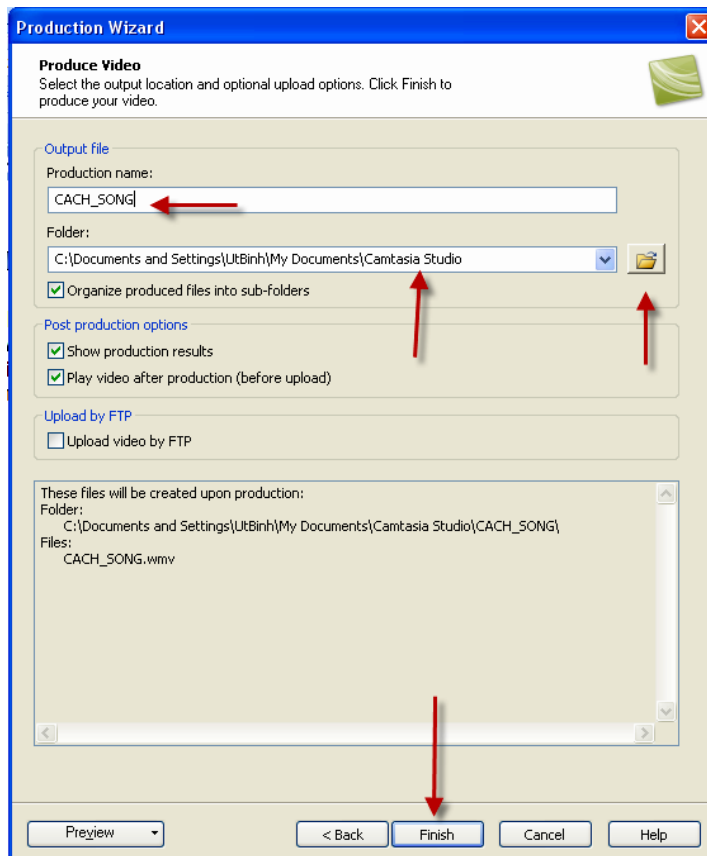 Production Wizard
Produce Video
Select the output location and optional upload options. Click Finish to
produce your video.
Output file
Production name:
CACH_SONG
Folder:
C:\Documents and Settings\UtBinh\My Documents\Camtasia Studio
Organize produced files into sub-folders
Post production options
Show production results
Play video after production (before upload)
Upload by FTP
Upload video by FTP
These files will be created upon production:
Folder:
C:\Documents and Settings\UtBinh\My Documents\Camtasia Studio\CACH_SONG\
Files:
CACH_SONG.wmv
Preview
< Back
Finish
Cancel
Help